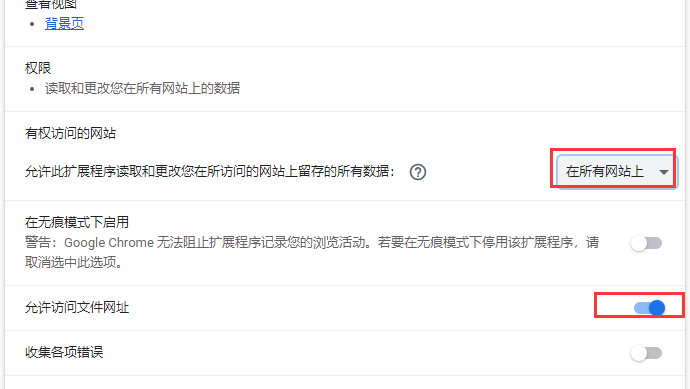 查看视图
背景页
权限
读取和更改您在所有网站上的数据
有权访问的网站
允许此扩展程序读取和更改您在所访问的网站上留存的所有数据：
在所有网站上
在无痕模式下启用
警告：Google Chrome 无法阻止扩展程序记录您的浏览活动。若要在无痕模式下停用该扩展程序，请
取消选中此选项。
允许访问文件网址
收集各项错误